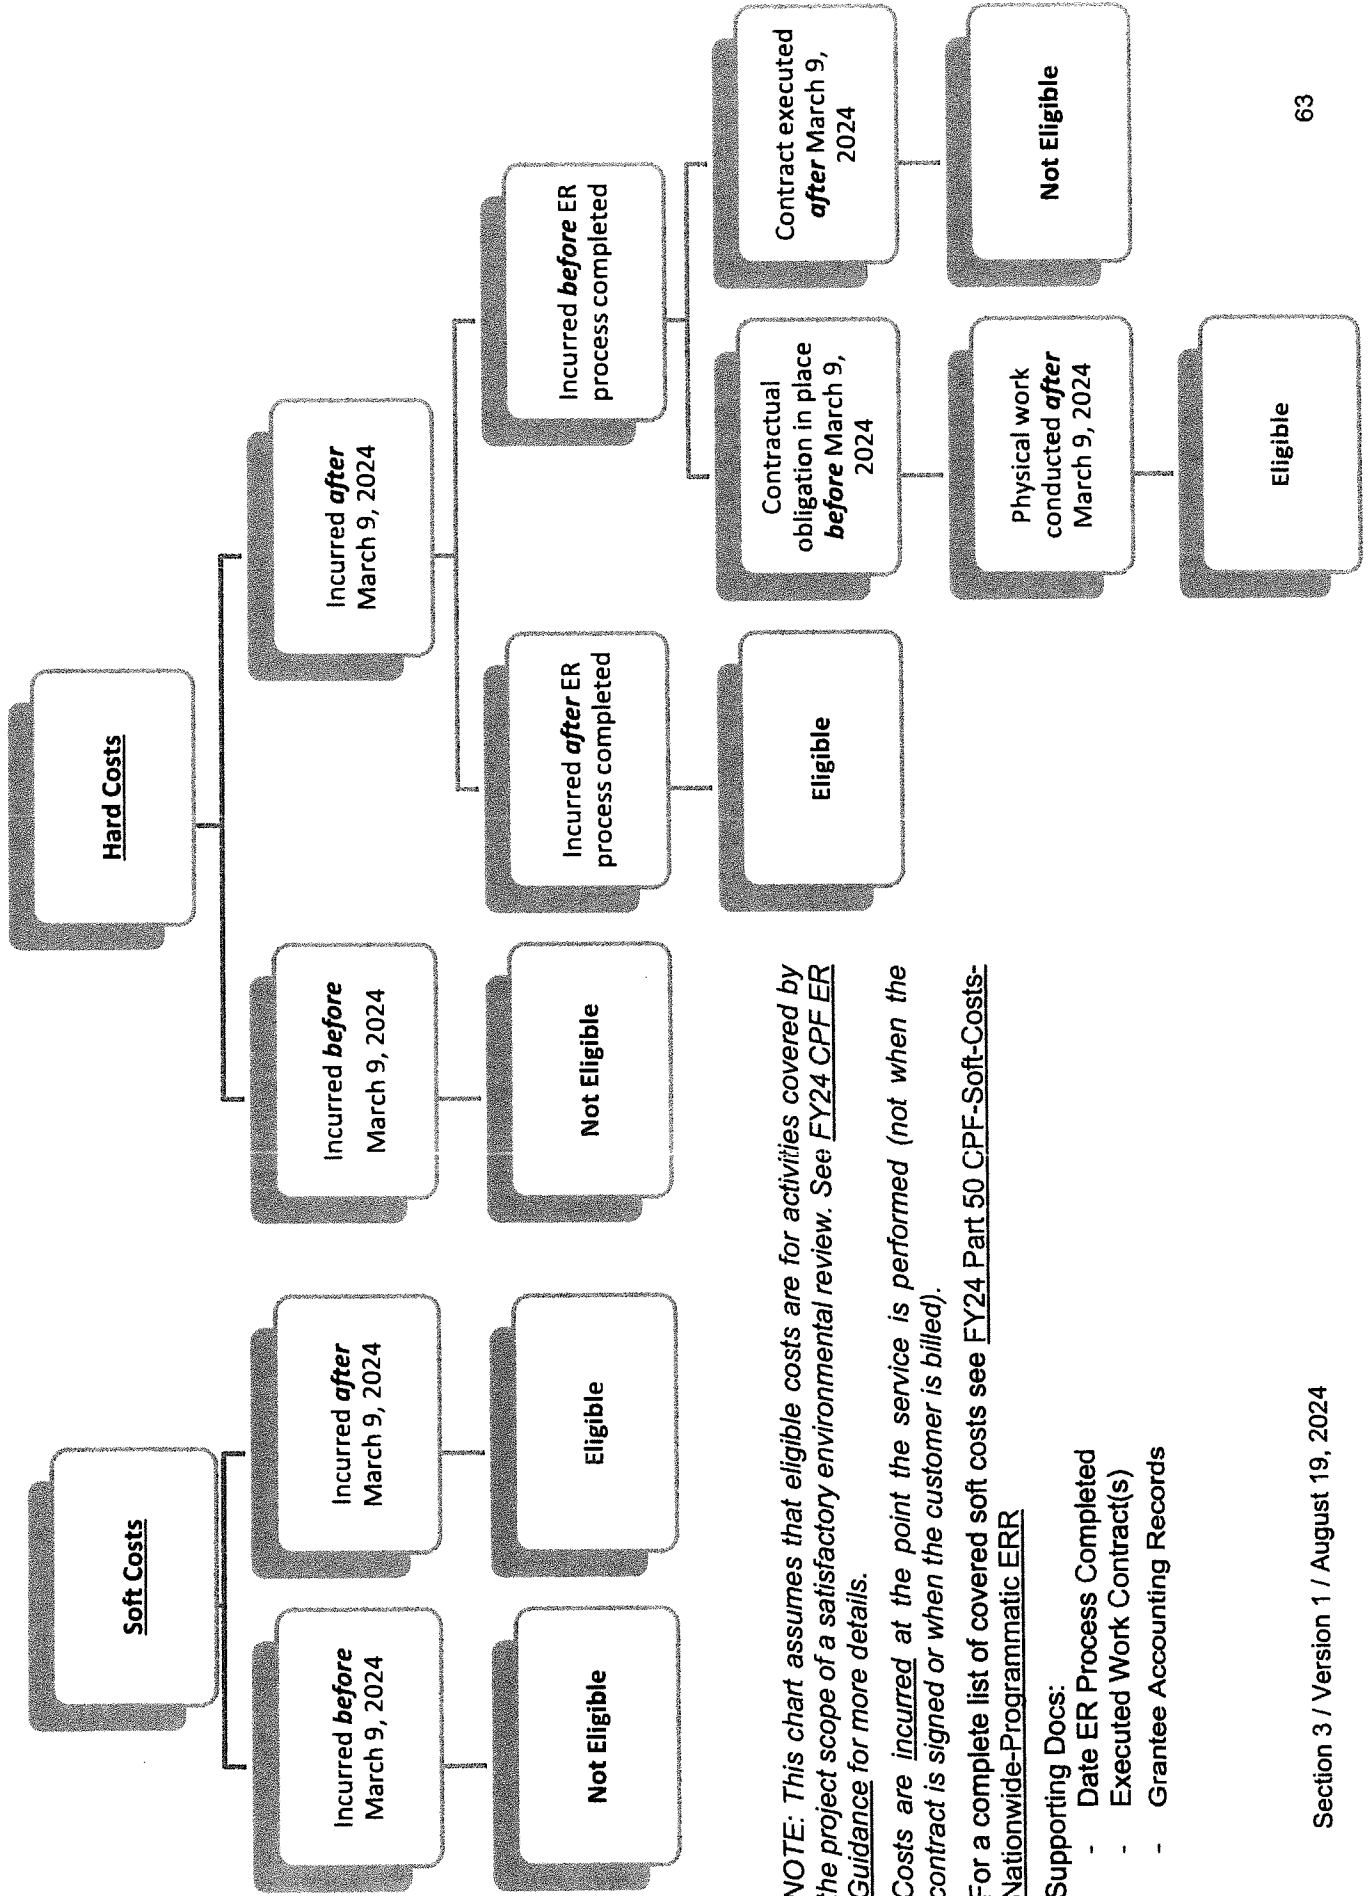 Soft Costs
Incurred before
March 9, 2024
Not Eligible
Incurred after
March 9, 2024
Eligible
Hard Costs
Incurred before
March 9, 2024
Not Eligible
Incurred after
March 9, 2024
Incurred after ER
process completed
Eligible
Incurred before ER
process completed
Contractual
obligation in place
before March 9,
2024
Physical work
conducted after
March 9, 2024
Eligible
Contract executed
after March 9,
2024
Not Eligible
NOTE: This chart assumes that eligible costs are for activities covered by
the project scope of a satisfactory environmental review. See FY24 CPF ER
Guidance for more details.
Costs are incurred at the point the service is performed (not when the
contract is signed or when the customer is billed).
For a complete list of covered soft costs see FY24 Part 50 CPF-Soft-Costs-
Nationwide-Programmatic ERR
Supporting Docs:
- Date ER Process Completed
- Executed Work Contract(s)
- Grantee Accounting Records
Section 3 / Version 1 / August 19, 2024
63